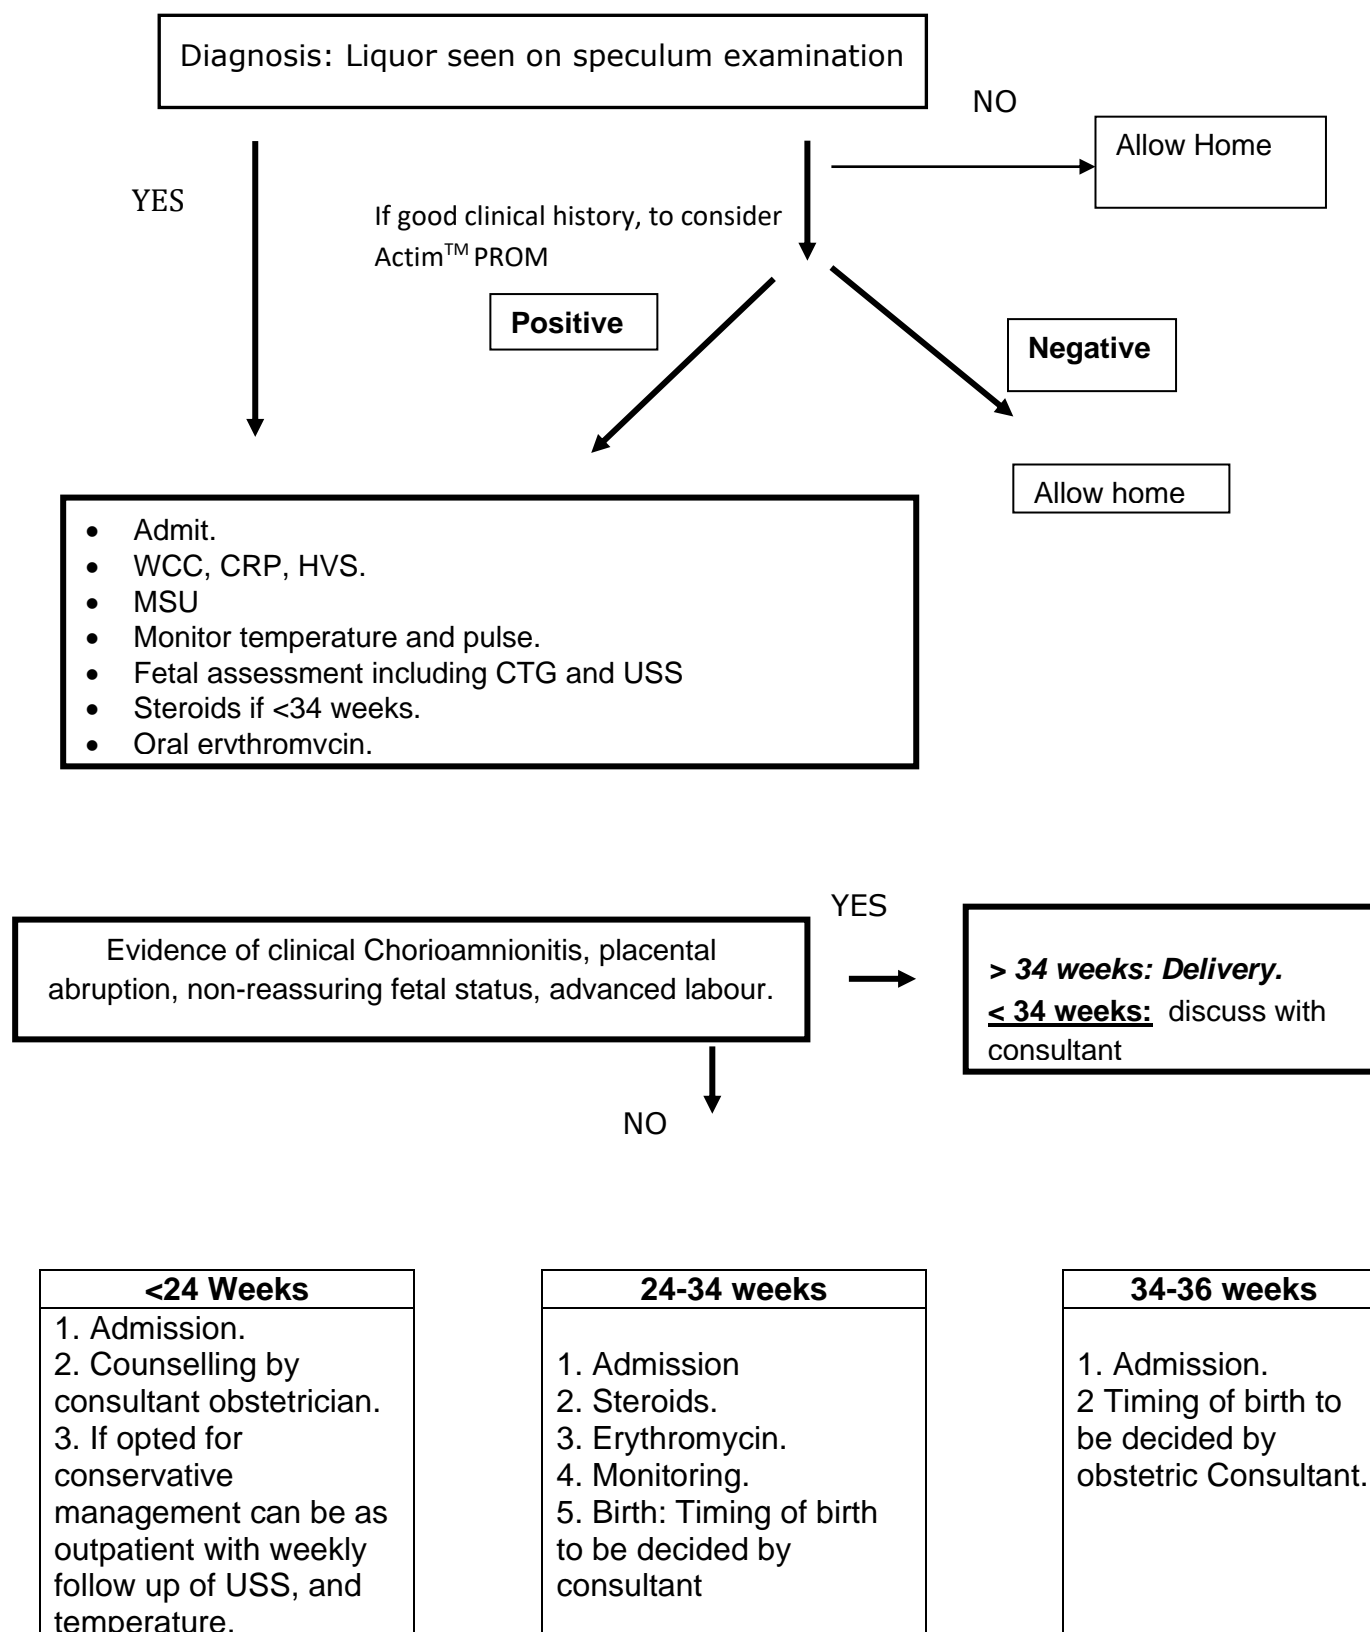 Diagnosis: Liquor seen on speculum examination
NO
Allow Home
YES
If good clinical history, to consider
Actim™ PROM
Positive
Negative
Allow home
• Admit.
• WCC, CRP, HVS.
• MSU
• Monitor temperature and pulse.
• Fetal assessment including CTG and USS
• Steroids if <34 weeks.
• Oral erythromycin.
Evidence of clinical Chorioamnionitis, placental
abruption, non-reassuring fetal status, advanced labour.
YES
> 34 weeks: Delivery.
< 34 weeks: discuss with
consultant
NO
<24 Weeks
1. Admission.
2. Counselling by
consultant obstetrician.
3. If opted for
conservative
management can be as
outpatient with weekly
follow up of USS, and
temperature.
24-34 weeks
1. Admission
2. Steroids.
3. Erythromycin.
4. Monitoring.
5. Birth: Timing of birth
to be decided by
consultant
34-36 weeks
1. Admission.
2 Timing of birth to
be decided by
obstetric Consultant.